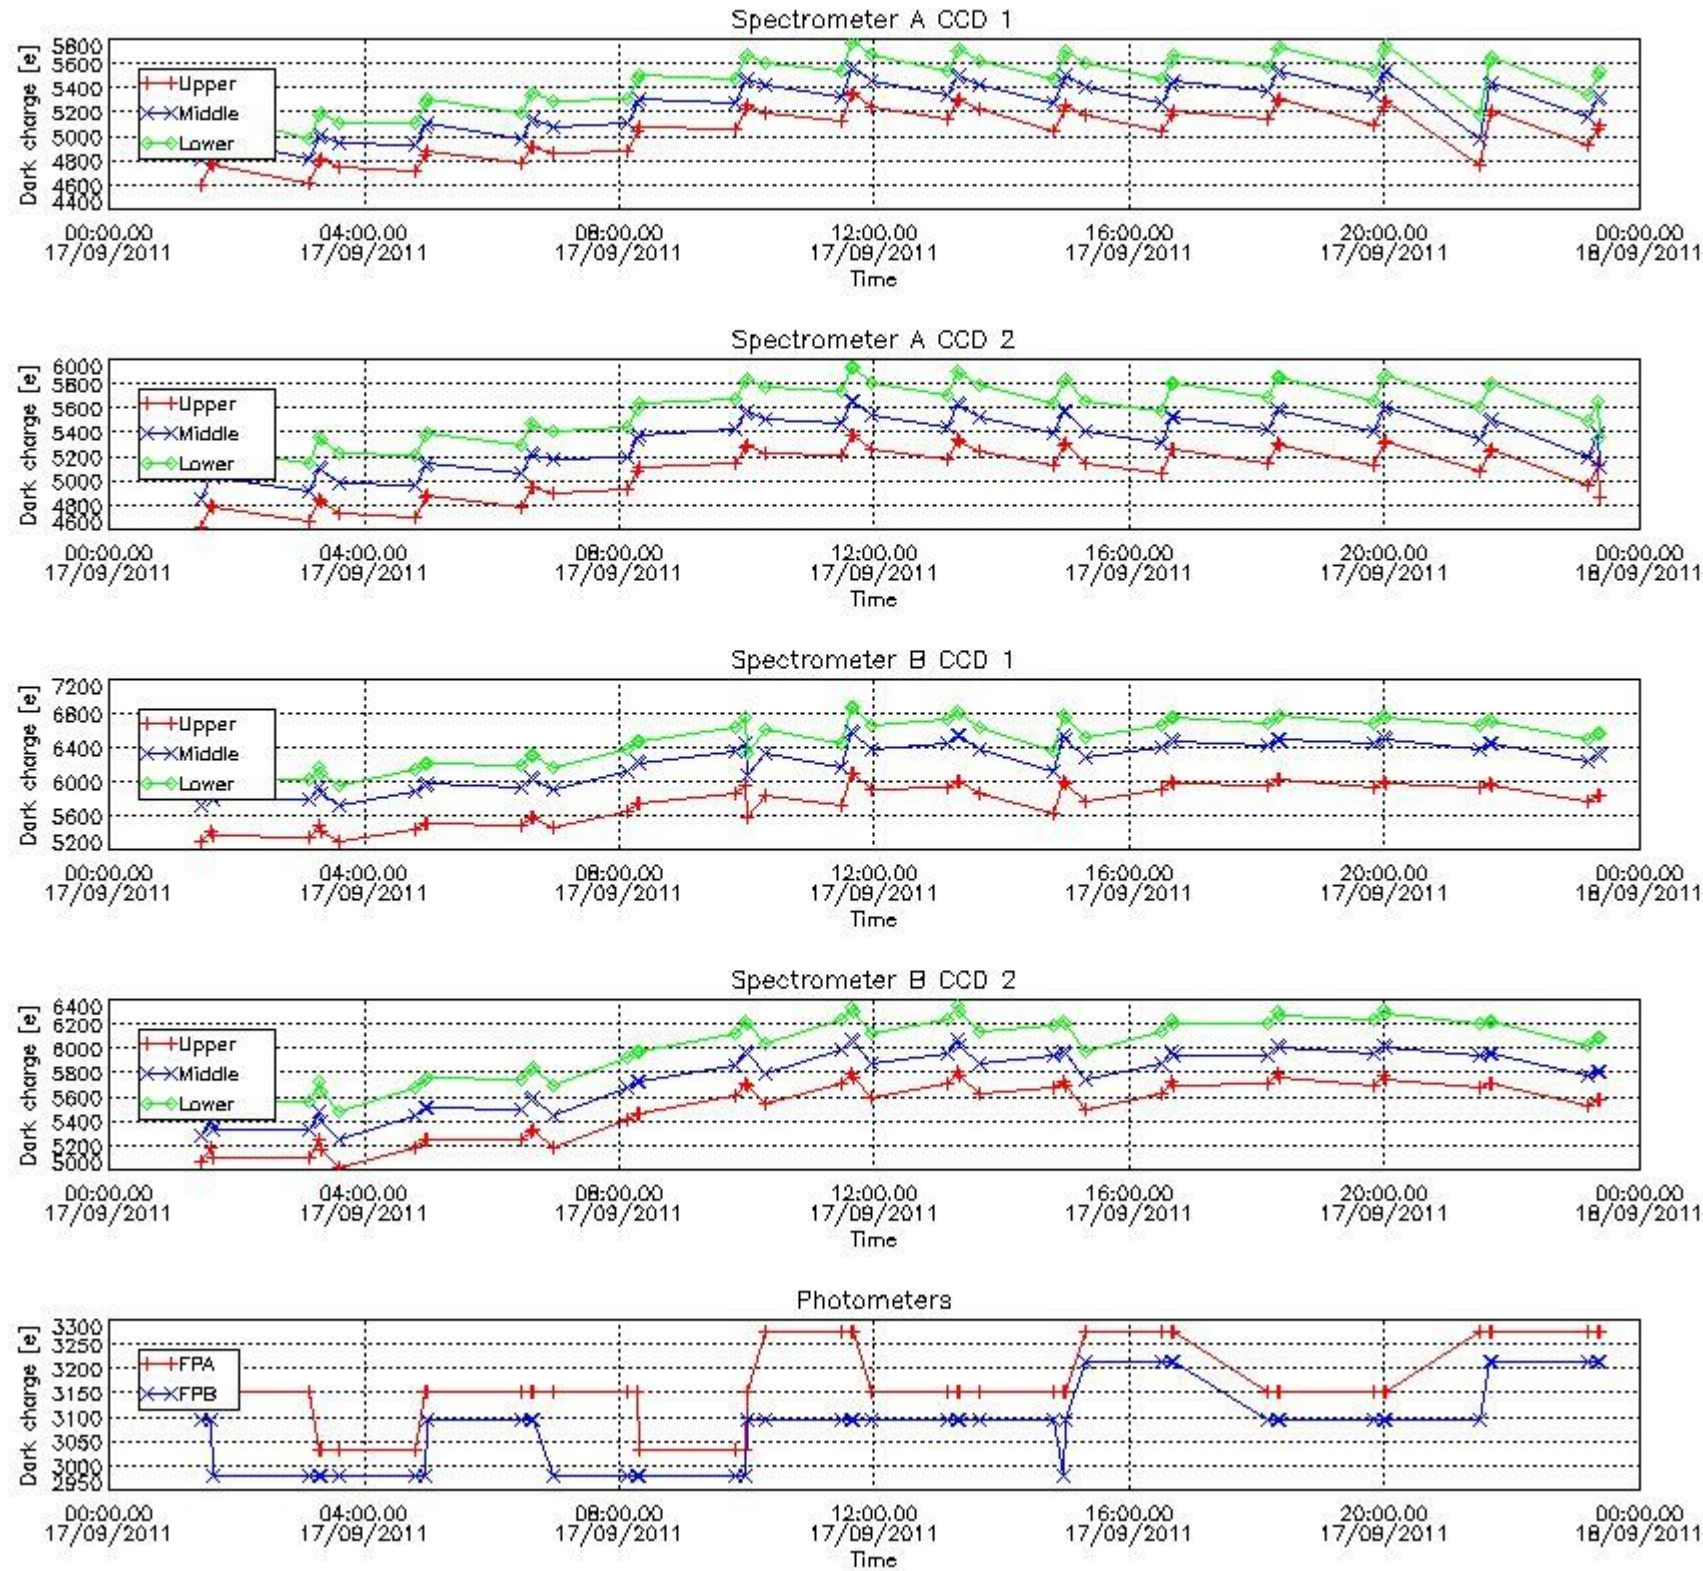 Spectrometer A CCD 1
Dark charge [e]
5800
5600
5400
5200
5000
4800
4600
4400
Upper
Middle
Lower
00:00.00 04:00.00 08:00.00 12:00.00 16:00.00 20:00.00 00:00.00
17/09/2011 17/09/2011 17/09/2011 17/09/2011 17/09/2011 17/09/2011 18/09/2011
Time
Spectrometer A CCD 2
Dark charge [e]
6000
5800
5600
5400
5200
5000
4800
4600
Upper
Middle
Lower
00:00.00 04:00.00 08:00.00 12:00.00 16:00.00 20:00.00 00:00.00
17/09/2011 17/09/2011 17/09/2011 17/09/2011 17/09/2011 17/09/2011 18/09/2011
Time
Spectrometer B CCD 1
Dark charge [e]
7200
6800
6400
6000
5600
5200
Upper
Middle
Lower
00:00.00 04:00.00 08:00.00 12:00.00 16:00.00 20:00.00 00:00.00
17/09/2011 17/09/2011 17/09/2011 17/09/2011 17/09/2011 17/09/2011 18/09/2011
Time
Spectrometer B CCD 2
Dark charge [e]
6400
6200
6000
5800
5600
5400
5200
5000
Upper
Middle
Lower
00:00.00 04:00.00 08:00.00 12:00.00 16:00.00 20:00.00 00:00.00
17/09/2011 17/09/2011 17/09/2011 17/09/2011 17/09/2011 17/09/2011 18/09/2011
Time
Photometers
Dark charge [e]
3300
3250
3200
3150
3100
3050
3000
2950
FPA
FPB
00:00.00 04:00.00 08:00.00 12:00.00 16:00.00 20:00.00 00:00.00
17/09/2011 17/09/2011 17/09/2011 17/09/2011 17/09/2011 17/09/2011 18/09/2011
Time